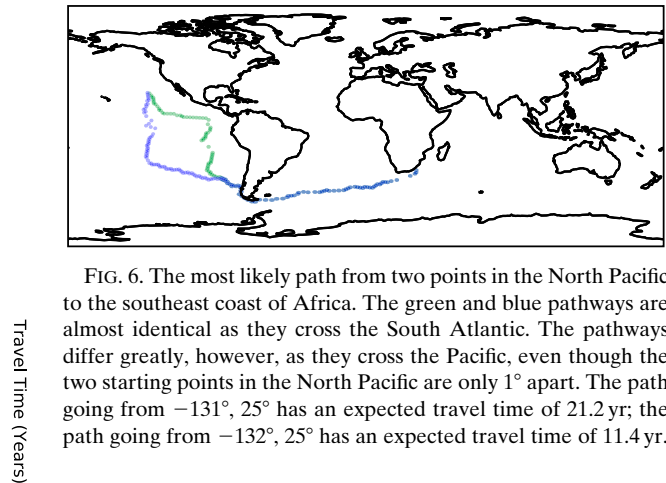 FIG. 6. The most likely path from two points in the North Pacific
to the southeast coast of Africa. The green and blue pathways are
almost identical as they cross the South Atlantic. The pathways
differ greatly, however, as they cross the Pacific, even though the
two starting points in the North Pacific are only 1° apart. The path
going from −131°, 25° has an expected travel time of 21.2 yr; the
path going from −132°, 25° has an expected travel time of 11.4 yr.
Travel Time (Years)